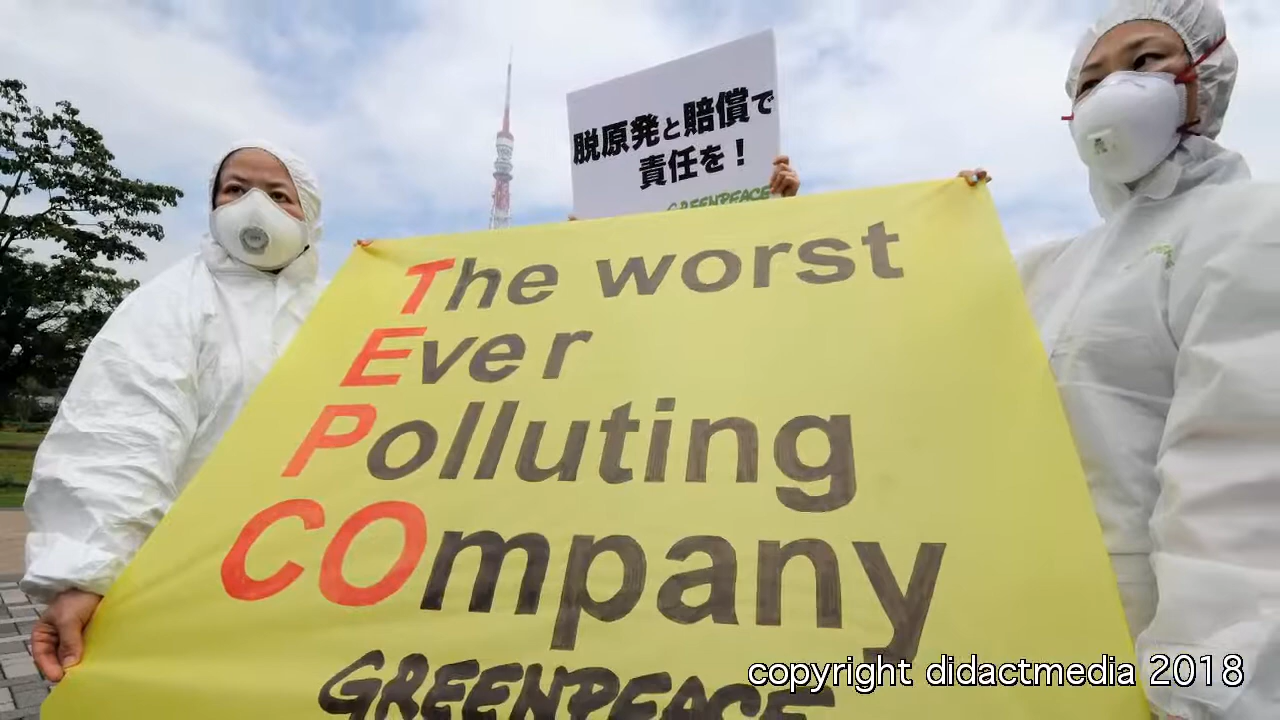 脱原発と賠償で
責任を！
GREENPEACE
The worst
Ever
Polluting
COmpany
GREENPEACE
copyright didactmedia 2018